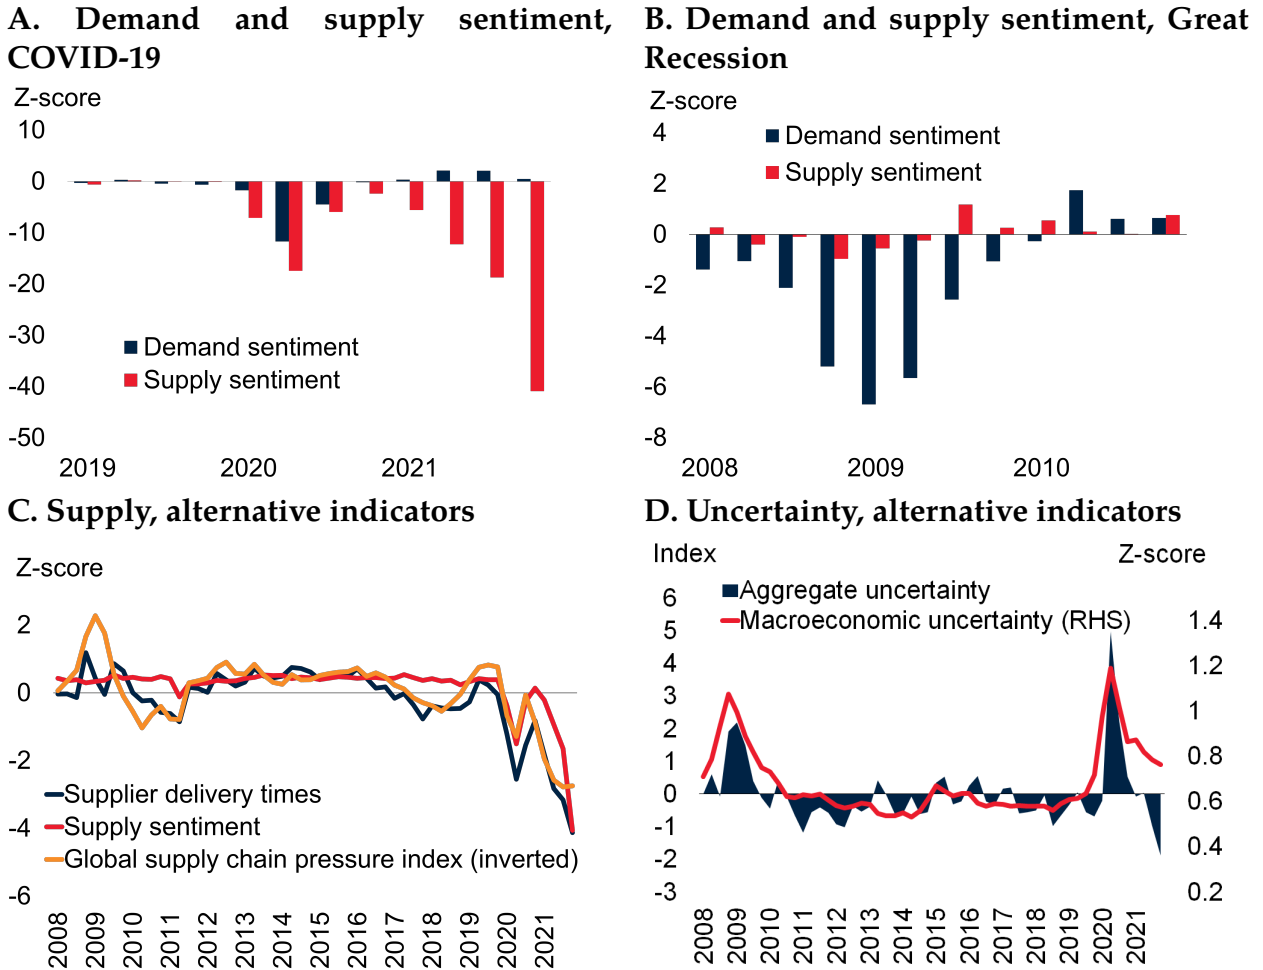 A. Demand and supply sentiment,
COVID-19
Z-score
10
0
-10
-20
-30
-40
-50
Demand sentiment
Supply sentiment
2019 2020 2021
B. Demand and supply sentiment, Great
Recession
Z-score
4
2
0
-2
-4
-6
-8
Demand sentiment
Supply sentiment
2008 2009 2010
C. Supply, alternative indicators
Z-score
2
0
-2
-4
-6
Supplier delivery times
Supply sentiment
Global supply chain pressure index (inverted)
2008 2009 2010 2011 2012 2013 2014 2015 2016 2017 2018 2019 2020 2021
D. Uncertainty, alternative indicators
Index Z-score
Aggregate uncertainty
Macroeconomic uncertainty (RHS)
6
5
4
3
2
1
0
-1
-2
-3
1.4
1.2
1
0.8
0.6
0.4
0.2
2008 2009 2010 2011 2012 2013 2014 2015 2016 2017 2018 2019 2020 2021